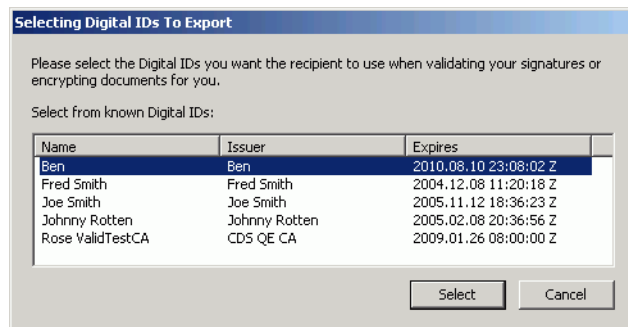 Selecting Digital IDs To Export
Please select the Digital IDs you want the recipient to use when validating your signatures or
encrypting documents for you.
Select from known Digital IDs:
Name Issuer Expires
Ben Ben 2010.08.10 23:08:02 Z
Fred Smith Fred Smith 2004.12.08 11:20:18 Z
Joe Smith Joe Smith 2005.11.12 18:36:23 Z
Johnny Rotten Johnny Rotten 2005.02.08 20:36:56 Z
Rose ValidTestCA CDS QE CA 2009.01.26 08:00:00 Z
Select Cancel